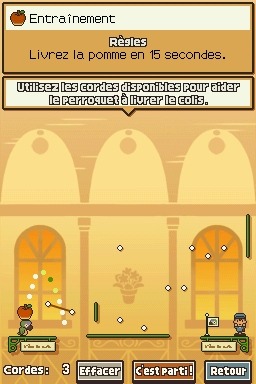 Entraînement
Règles
Livrez la pomme en 15 secondes.
Utilisez les cordes disponibles pour aider
le perroquet à livrer le colis.
Cordes: 3
Effacer
C'est parti!
Retour